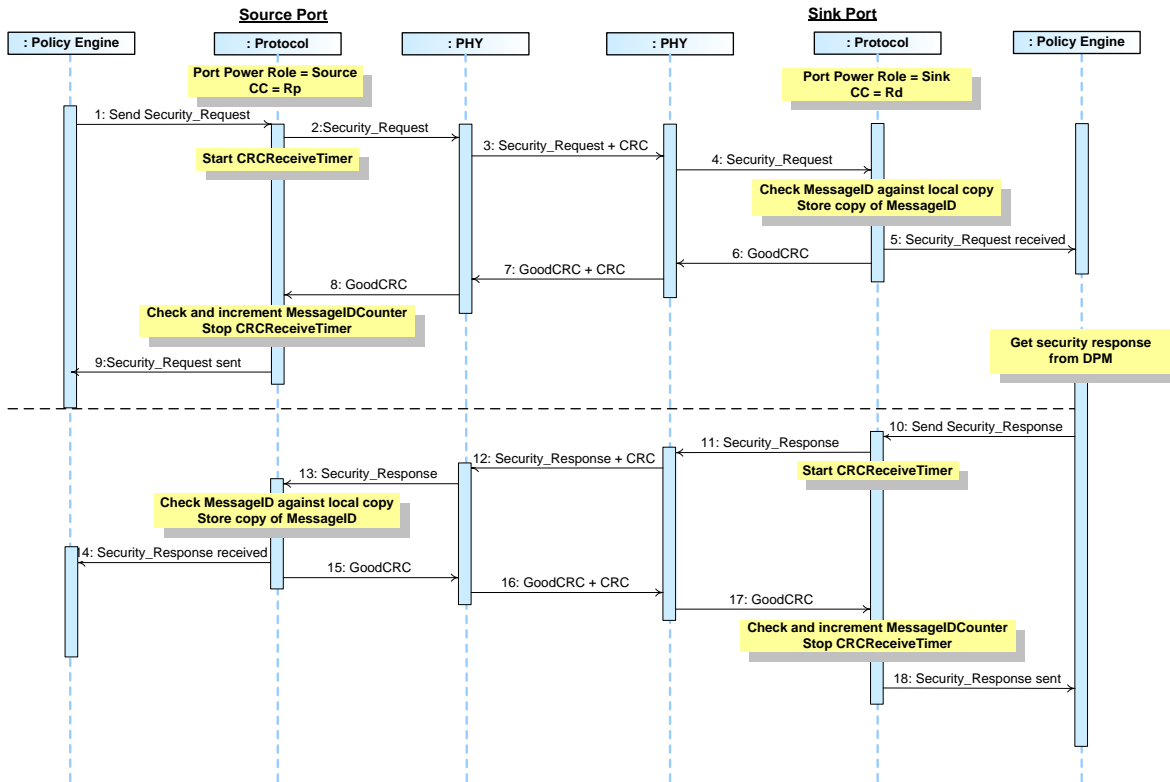 Source Port
Sink Port
: Policy Engine
: Protocol
: PHY
: PHY
: Protocol
: Policy Engine
Port Power Role = Source
CC = Rp
Port Power Role = Sink
CC = Rd
1: Send Security_Request
2:Security_Request
3: Security_Request + CRC
Start CRCReceiveTimer
4: Security_Request
Check MessageID against local copy
Store copy of MessageID
5: Security_Request received
6: GoodCRC
7: GoodCRC + CRC
8: GoodCRC
Check and increment MessageIDCounter
Stop CRCReceiveTimer
Get security response
from DPM
9:Security_Request sent
10: Send Security_Response
11: Security_Response
12: Security_Response + CRC
Start CRCReceiveTimer
13: Security_Response
Check MessageID against local copy
Store copy of MessageID
14: Security_Response received
15: GoodCRC
16: GoodCRC + CRC
17: GoodCRC
Check and increment MessageIDCounter
Stop CRCReceiveTimer
18: Security_Response sent